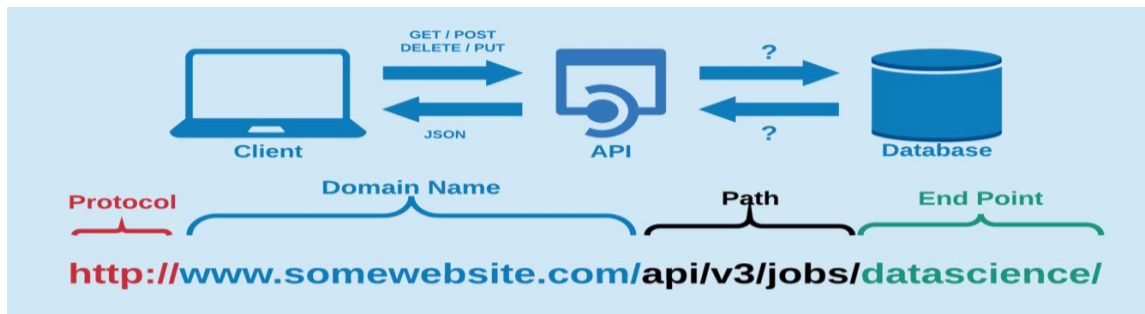 GET / POST
DELETE / PUT
?
JSON
?
Client
API
Database
Protocol
Domain Name
Path
End Point
http://www.somewebsite.com/api/v3/jobs/datascience/